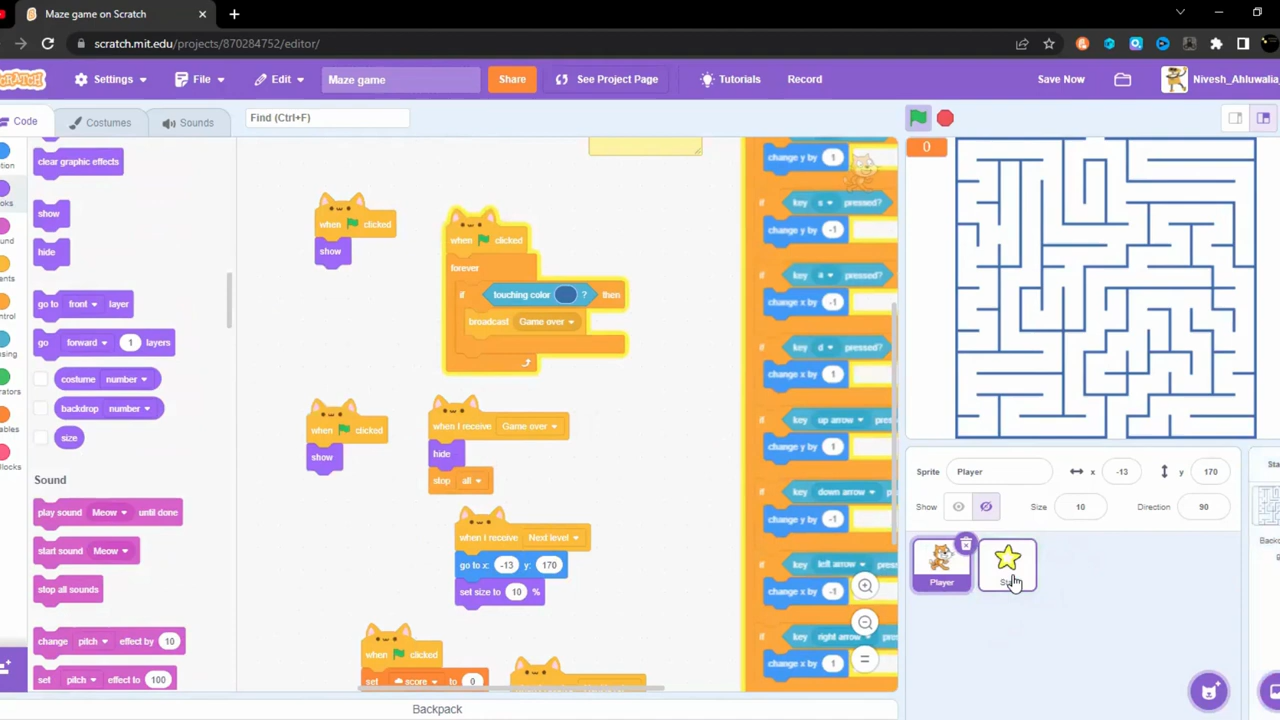 Maze game on Scratch
scratch.mit.edu/projects/870284752/editor/
SCRATCH
Settings
File
Edit
Maze game
Share
See Project Page
Tutorials
Record
Save Now
Nivesh_Ahluwalia
Code
Costumes
Sounds
Find (Ctrl+F)
clear graphic effects
show
hide
go to front layer
go forward 1 layers
costume number
backdrop number
size
Sound
play sound Meow until done
start sound Meow
stop all sounds
change pitch effect by 10
set pitch effect to 100
when clicked
show
when clicked
forever
if touching color ? then
broadcast Game over
when clicked
show
when I receive Game over
hide
stop all
when I receive Next level
go to x: -13 y: 170
set size to 10 %
when clicked
set score to 0
change y by 1
if key s pressed?
change y by -1
if key a pressed?
change x by -1
if key d pressed?
change x by 1
if key up arrow
change y by 1
if key down arrow
change y by -1
if key left arrow
change x by -1
if key right arrow
change x by 1
0
Sprite Player x -13 y 170
Show Size 10 Direction 90
Player
Backpack